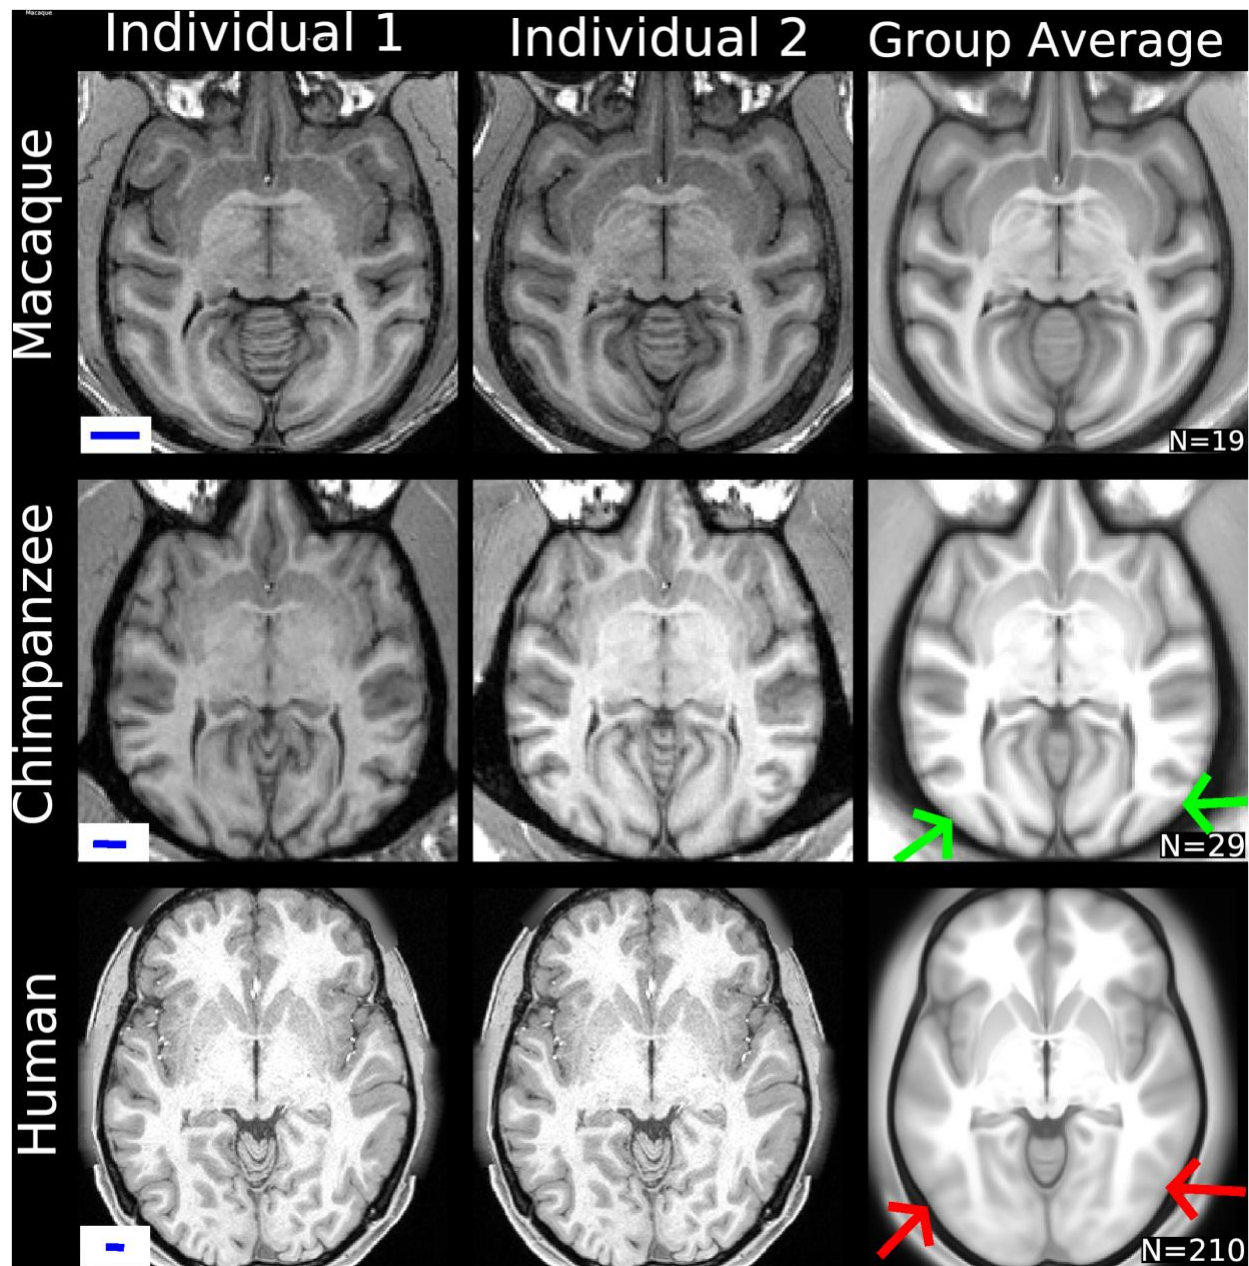 Macaque
Individual 1
Individual 2
Group Average
Macaque
N=19
Chimpanzee
N=29
Human
N=210